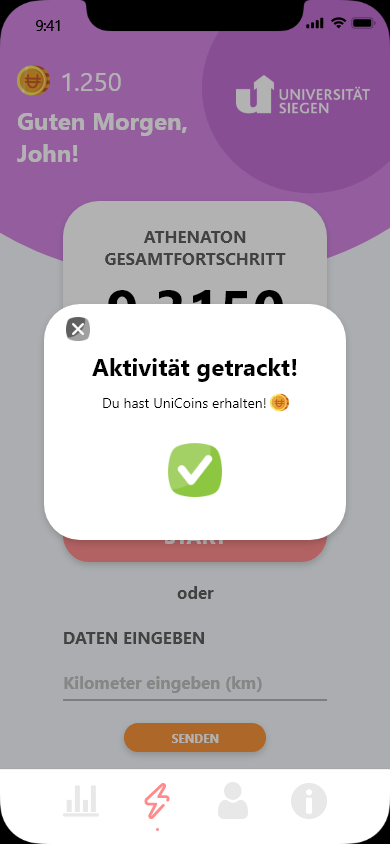 9:41
1.250
UNIVERSITÄT
SIEGEN
Guten Morgen,
John!
ATHENATON
GESAMTFORTSCHRITT
Aktivität getrackt!
Du hast UniCoins erhalten!
START
oder
DATEN EINGEBEN
Kilometer eingeben (km)
SENDEN